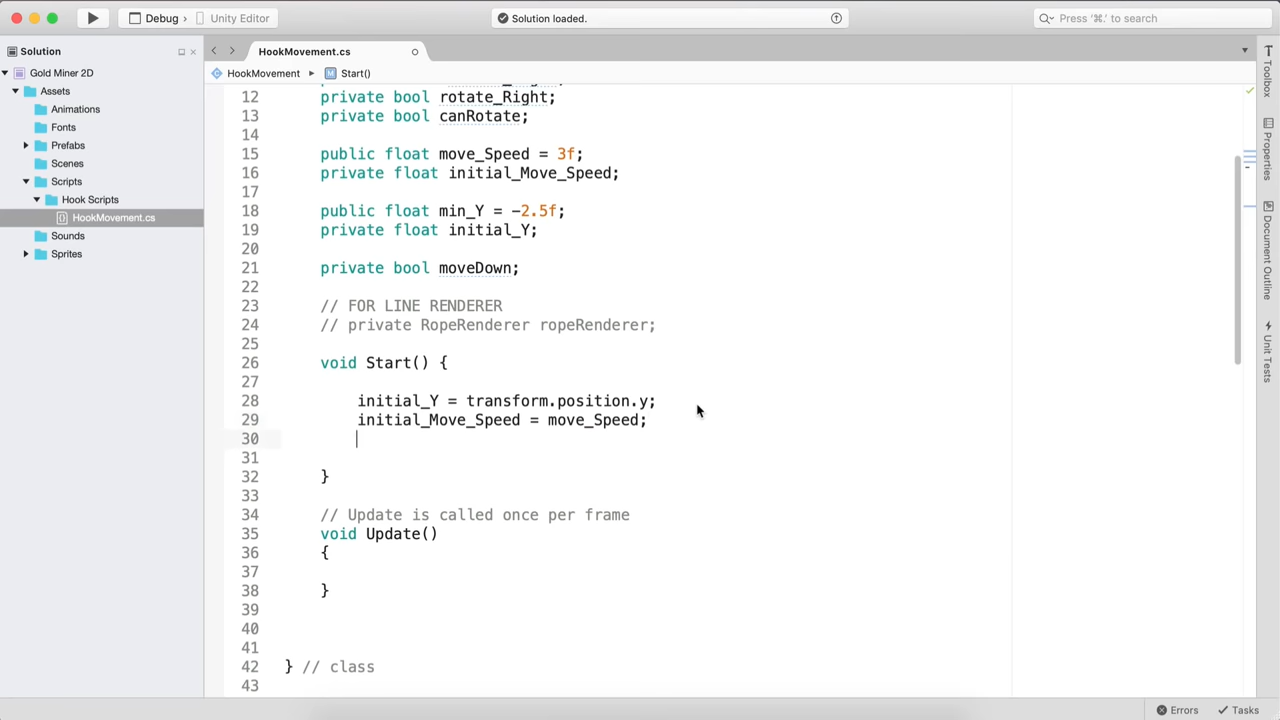 Debug › Unity Editor
Solution loaded.
Press '⌘.' to search
Solution
Gold Miner 2D
Assets
Animations
Fonts
Prefabs
Scenes
Scripts
Hook Scripts
HookMovement.cs
Sounds
Sprites
HookMovement.cs
HookMovement ▸ M Start()
12 private bool rotate_Right;
13 private bool canRotate;
14
15 public float move_Speed = 3f;
16 private float initial_Move_Speed;
17
18 public float min_Y = -2.5f;
19 private float initial_Y;
20
21 private bool moveDown;
22
23 // FOR LINE RENDERER
24 // private RopeRenderer ropeRenderer;
25
26 void Start() {
27
28 initial_Y = transform.position.y;
29 initial_Move_Speed = move_Speed;
30
31
32 }
33
34 // Update is called once per frame
35 void Update()
36 {
37
38 }
39
40
41
42 } // class
43
Toolbox
Properties
Document Outline
Unit Tests
Errors
Tasks